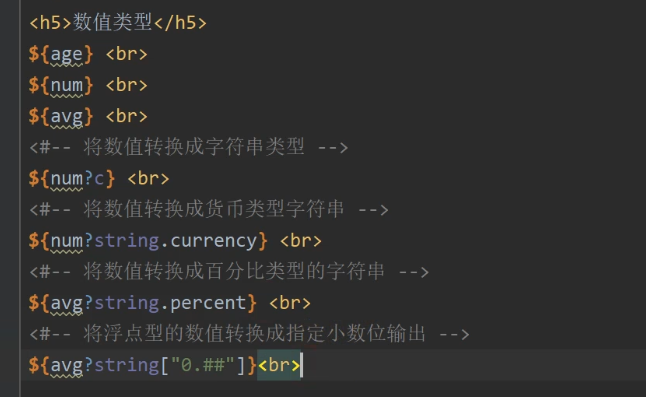 <h5>数值类型</h5>
${age} <br>
${num} <br>
${avg} <br>
<#-- 将数值转换成字符串类型 -->
${num?c} <br>
<#-- 将数值转换成货币类型字符串 -->
${num?string.currency} <br>
<#-- 将数值转换成百分比类型的字符串 -->
${avg?string.percent} <br>
<#-- 将浮点型的数值转换成指定小数位输出 -->
${avg?string["0.##"]}<br>